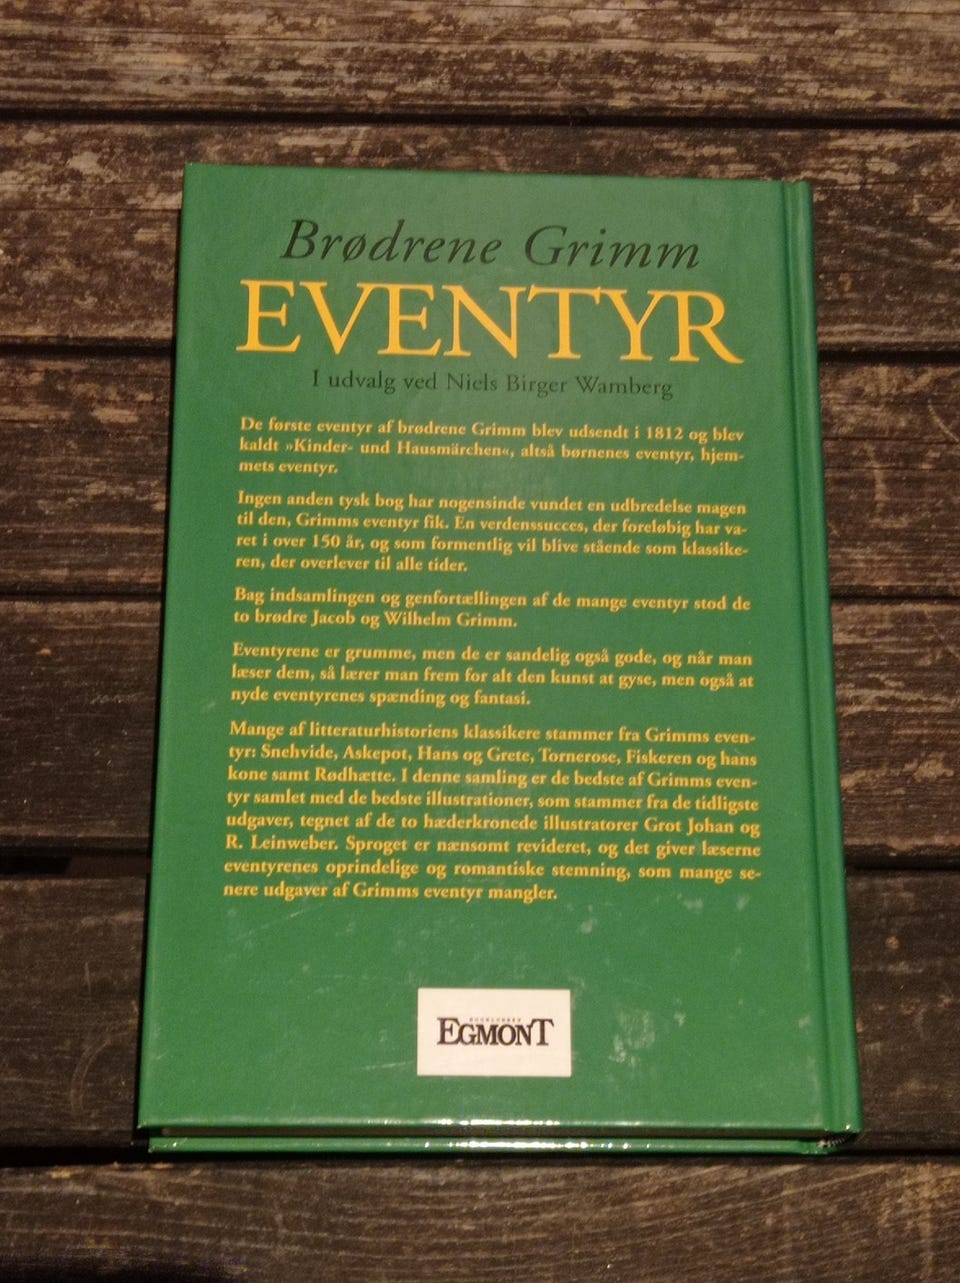 Brødrene Grimm
EVENTYR
I udvalg ved Niels Birger Wamberg
De første eventyr af brødrene Grimm blev udsendt i 1812 og blev
kaldt »Kinder- und Hausmärchen«, altså børnenes eventyr, hjem-
mets eventyr.
Ingen anden tysk bog har nogensinde vundet en udbredelse magen
til den, Grimms eventyr fik. En verdenssucces, der foreløbig har va-
ret i over 150 år, og som formentlig vil blive stående som klassike-
ren, der overlever til alle tider.
Bag indsamlingen og genfortællingen af de mange eventyr stod de
to brødre Jacob og Wilhelm Grimm.
Eventyrene er grumme, men de er sandelig også gode, og når man
læser dem, så lærer man frem for alt den kunst at gyse, men også at
nyde eventyrenes spænding og fantasi.
Mange af litteraturhistoriens klassikere stammer fra Grimms even-
tyr: Snehvide, Askepot, Hans og Grete, Tornerose, Fiskeren og hans
kone samt Rødhætte. I denne samling er de bedste af Grimms even-
tyr samlet med de bedste illustrationer, som stammer fra de tidligste
udgaver, tegnet af de to hæderkronede illustratorer Grot Johan og
R. Leinweber. Sproget er nænsomt revideret, og det giver læserne
eventyrenes oprindelige og romantiske stemning, som mange se-
nere udgaver af Grimms eventyr mangler.
EGMONT